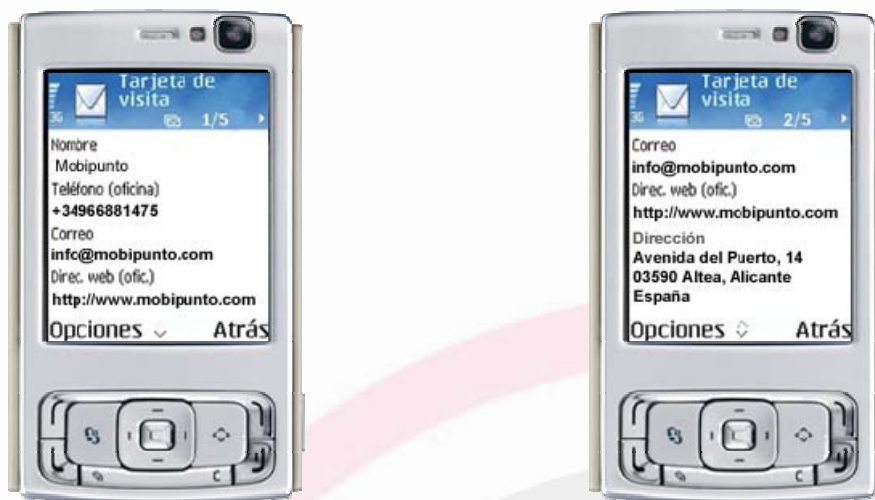 Tarjeta de
visita
3G
1/5
Nombre
Mobipunto
Teléfono (oficina)
+34966881475
Correo
info@mobipunto.com
Direc. web (ofic.)
http://www.mobipunto.com
Opciones
Atrás
C
Tarjeta de
visita
3G
2/5
Correo
info@mobipunto.com
Direc. web (ofic.)
http://www.mobipunto.com
Dirección
Avenida del Puerto, 14
03590 Altea, Alicante
España
Opciones
Atrás
C